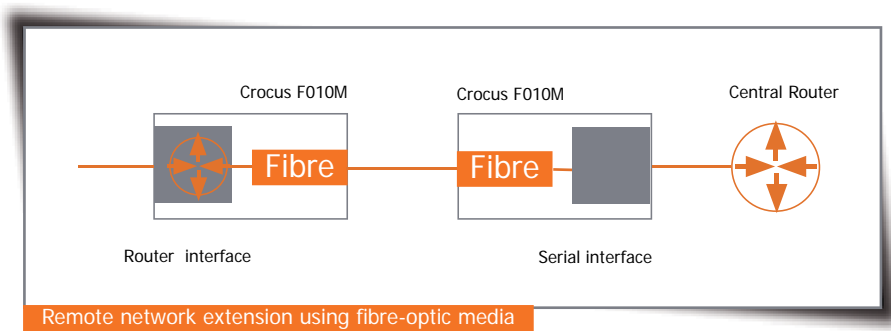 Crocus F010M
Crocus F010M
Central Router
Fibre
Fibre
Router interface
Serial interface
Remote network extension using fibre-optic media